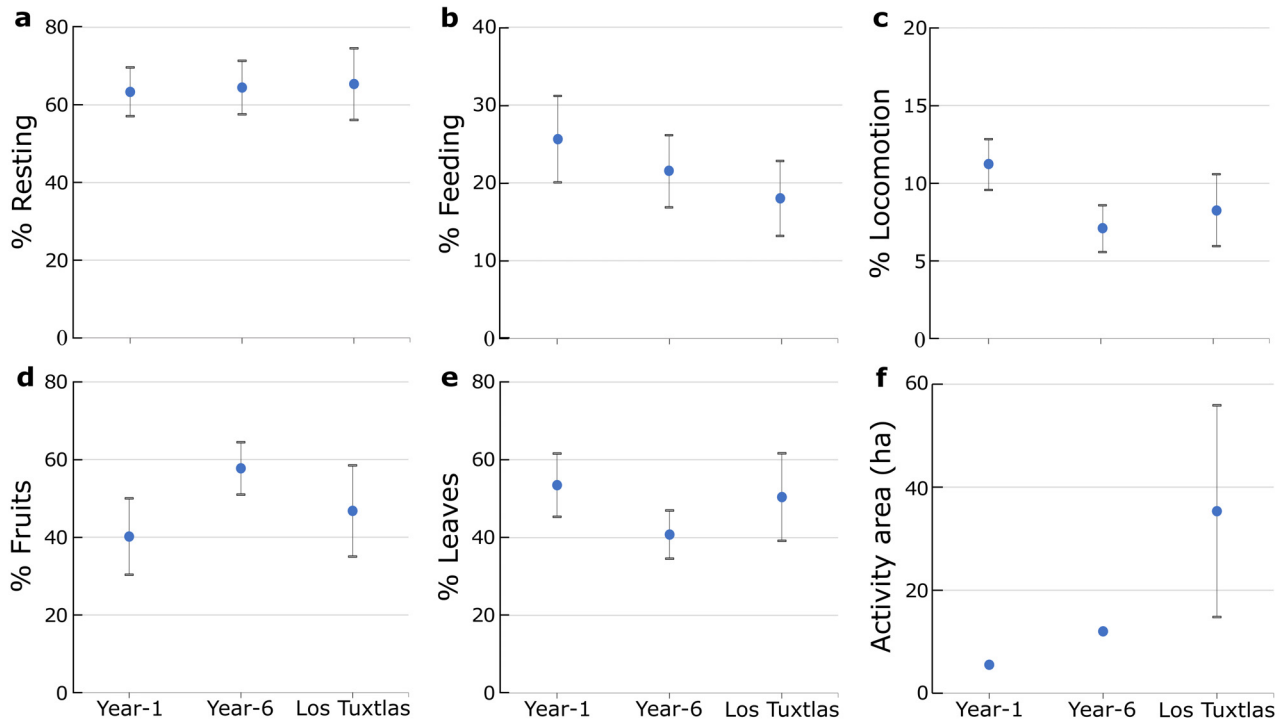 a
80
60
40
20
0
% Resting
b
40
30
20
10
0
% Feeding
c
20
15
10
5
0
% Locomotion
d
80
60
40
20
0
% Fruits
Year-1 Year-6 Los Tuxtlas
e
80
60
40
20
0
% Leaves
Year-1 Year-6 Los Tuxtlas
f
60
40
20
0
Activity area (ha)
Year-1 Year-6 Los Tuxtlas